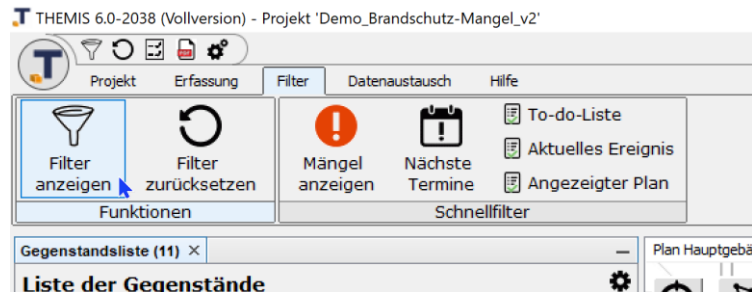 THEMIS 6.0-2038 (Vollversion) - Projekt 'Demo_Brandschutz-Mangel_v2'
Projekt Erfassung Filter Datenaustausch Hilfe
Filter anzeigen
Filter zurücksetzen
Mängel anzeigen
Nächste Termine
To-do-Liste
Aktuelles Ereignis
Angezeigter Plan
Funktionen
Schnellfilter
Gegenstandsliste (11)
Plan Hauptgebä
Liste der Gegenstände